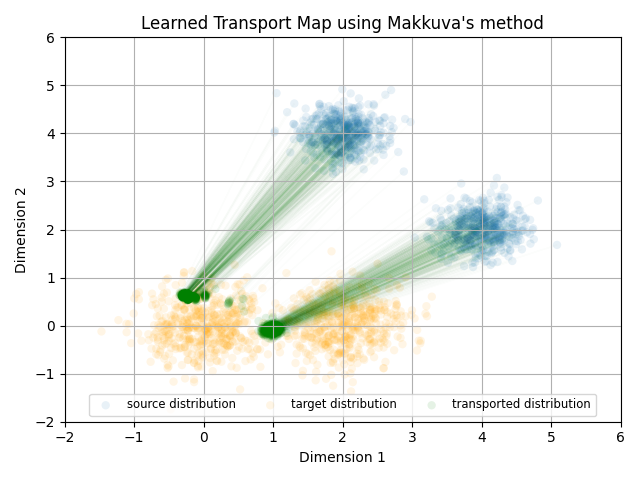 Learned Transport Map using Makkuva's method
6
5
4
3
2
1
0
−1
−2
Dimension 2
source distribution target distribution transported distribution
−2 −1 0 1 2 3 4 5 6
Dimension 1